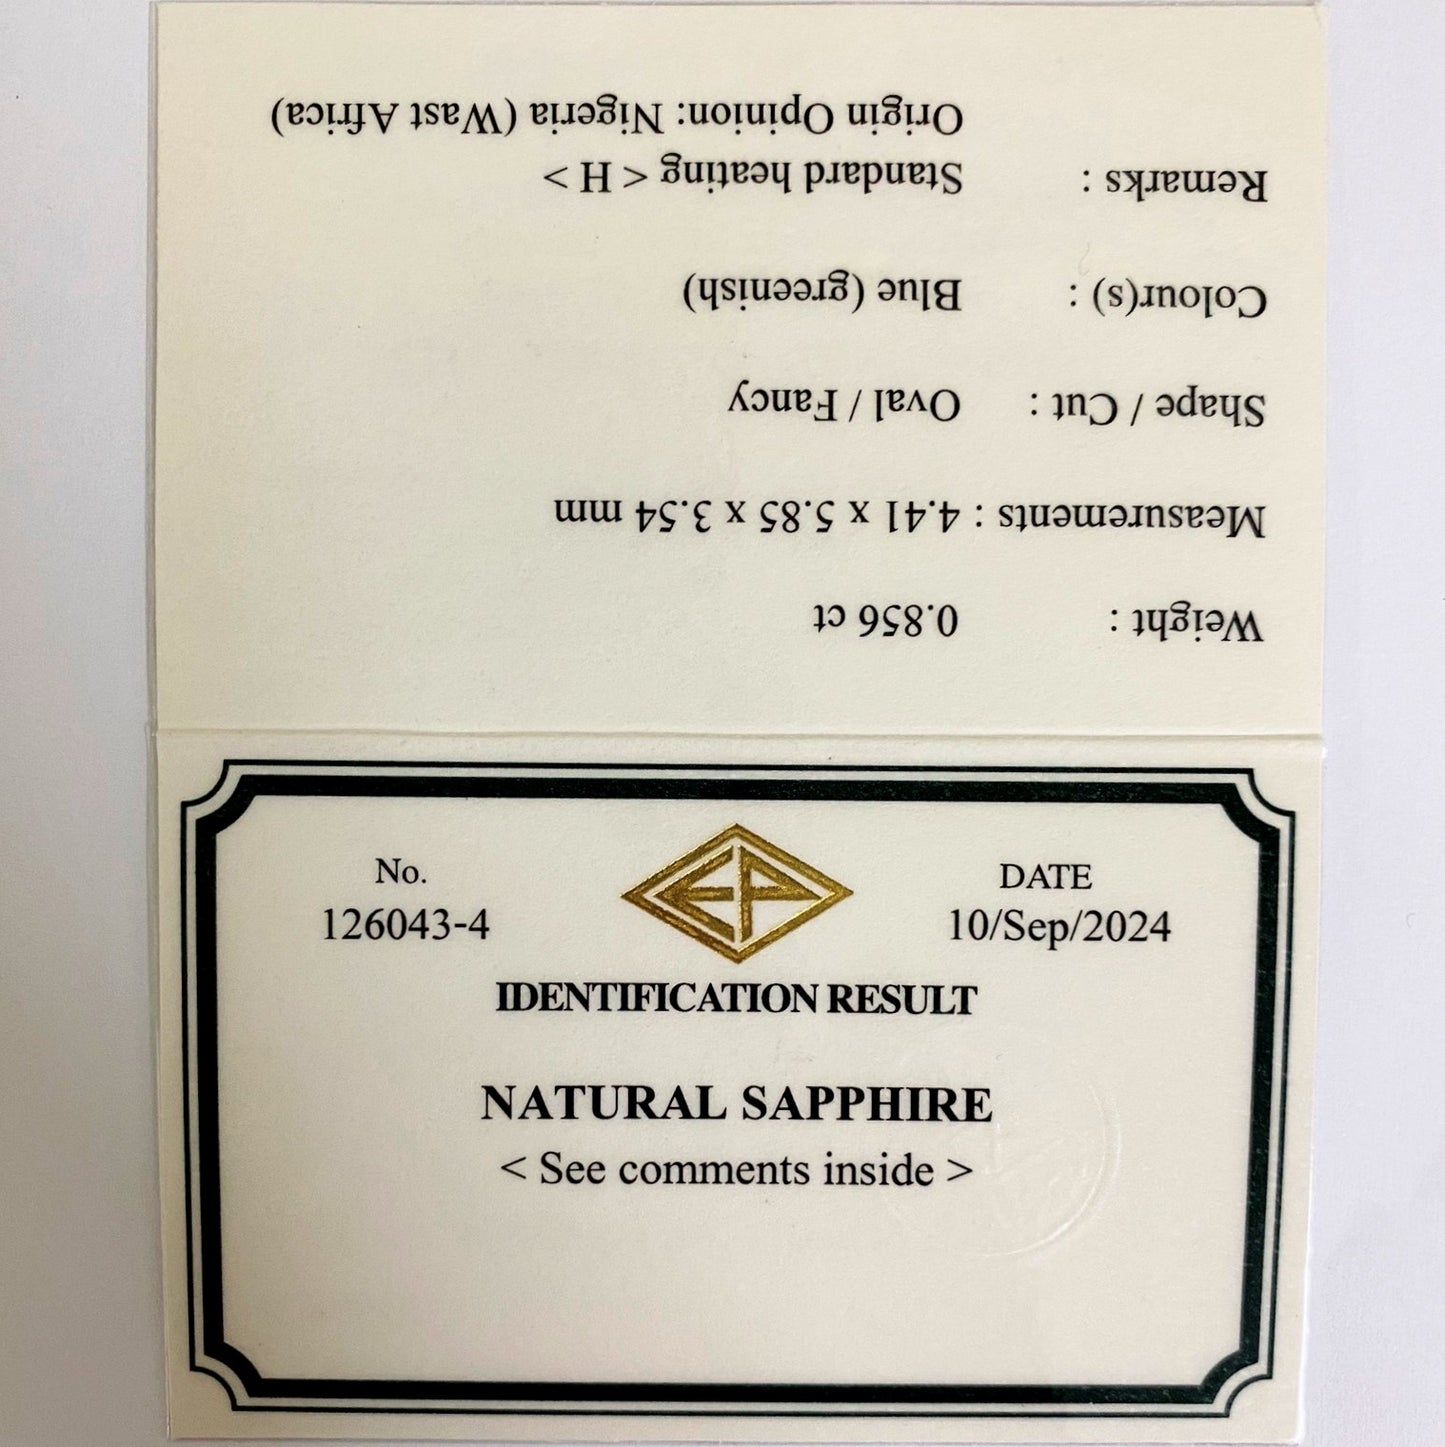 Weight : 0.856 ct
Measurements : 4.41 x 5.85 x 3.54 mm
Shape / Cut : Oval / Fancy
Colour(s) : Blue (greenish)
Remarks : Standard heating < H >
Origin Opinion: Nigeria (Wast Africa)
No.
126043-4
EP
DATE
10/Sep/2024
IDENTIFICATION RESULT
NATURAL SAPPHIRE
< See comments inside >